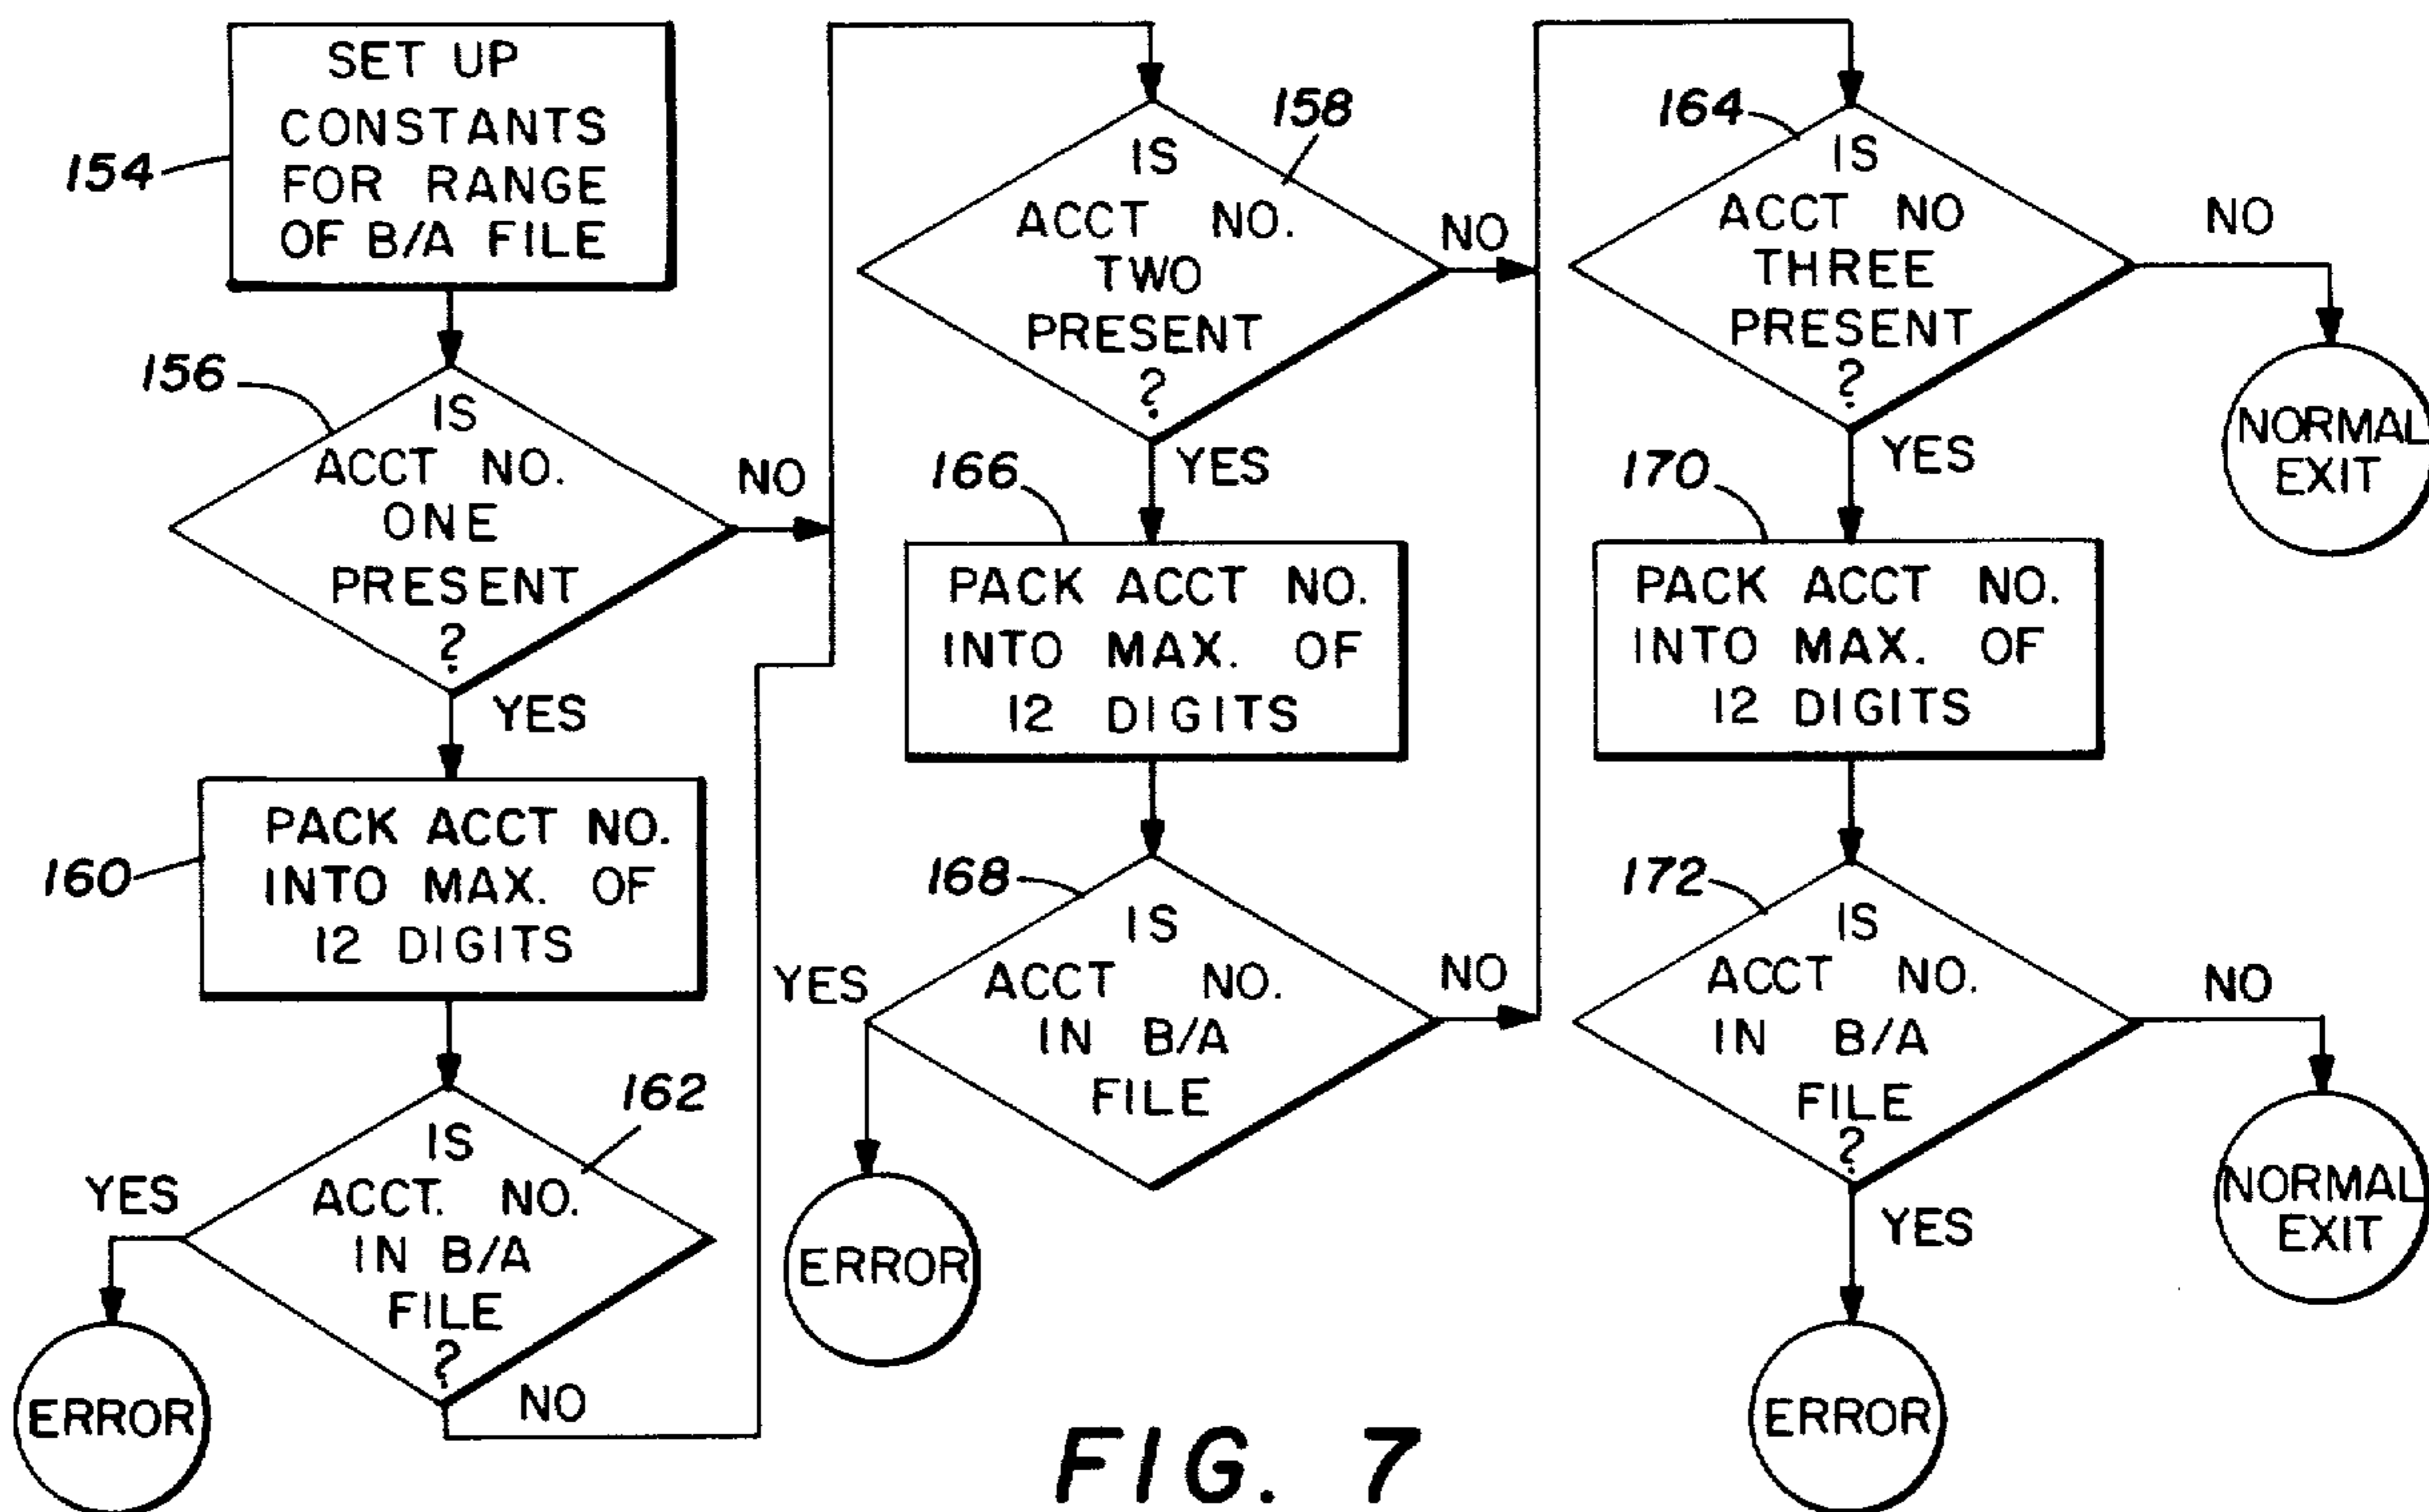 SET UP
CONSTANTS
FOR RANGE
OF B/A FILE
154
156
IS
ACCT NO.
ONE
PRESENT
?
NO
YES
160
PACK ACCT NO.
INTO MAX. OF
12 DIGITS
162
IS
ACCT. NO.
IN B/A
FILE
?
YES
ERROR
NO
158
IS
ACCT NO.
TWO
PRESENT
?
NO
YES
166
PACK ACCT NO.
INTO MAX. OF
12 DIGITS
168
IS
ACCT NO.
IN B/A
FILE
YES
NO
ERROR
164
IS
ACCT NO
THREE
PRESENT
?
NO
NORMAL
EXIT
YES
170
PACK ACCT NO.
INTO MAX. OF
12 DIGITS
172
IS
ACCT NO.
IN B/A
FILE
?
NO
NORMAL
EXIT
YES
ERROR
FIG. 7